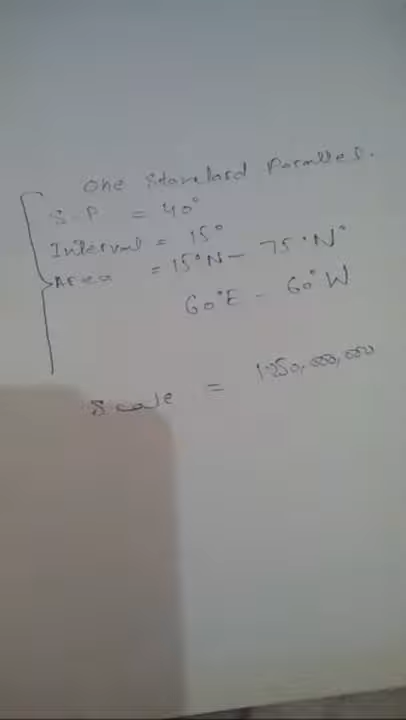 One Standard Parallel.
S.P = 40°
Interval = 15°
Area = 15°N - 75°N°
60°E - 60°W
Scale = 1:250,000,000